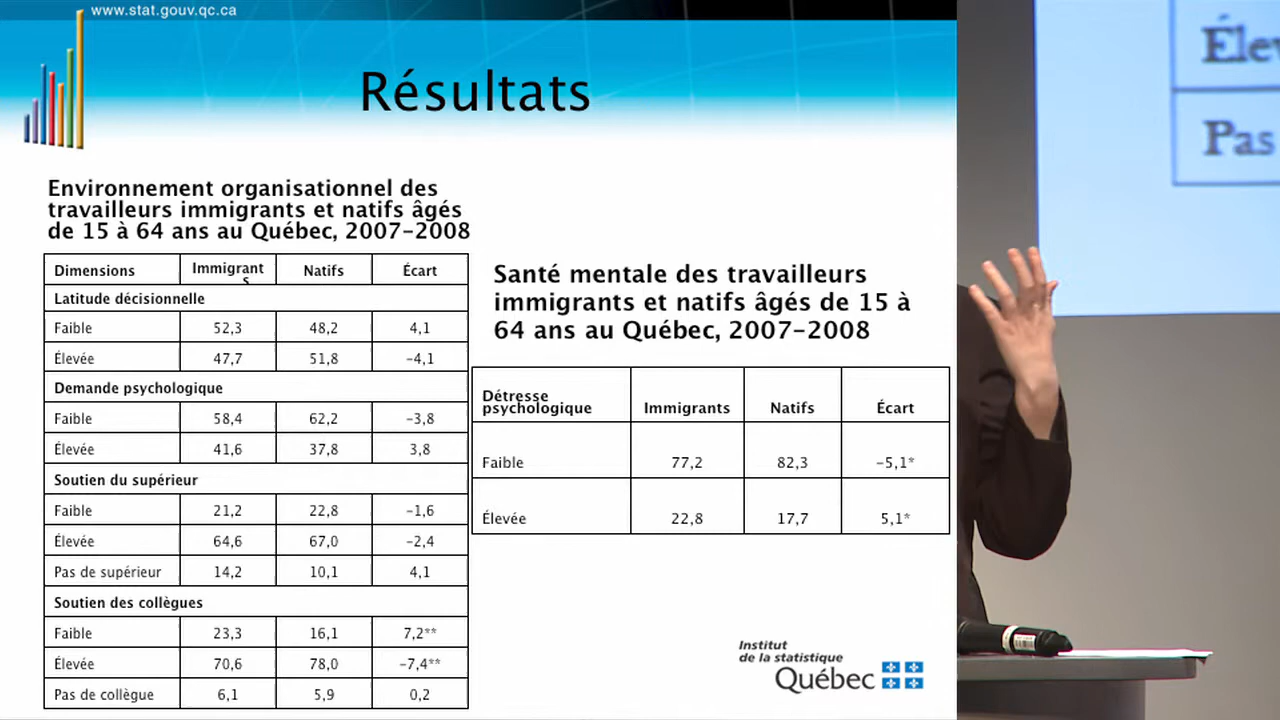 www.stat.gouv.qc.ca
Résultats
Environnement organisationnel des
travailleurs immigrants et natifs âgés
de 15 à 64 ans au Québec, 2007-2008
Dimensions Immigrant
s Natifs Écart
Latitude décisionnelle
Faible 52,3 48,2 4,1
Élevée 47,7 51,8 -4,1
Demande psychologique
Faible 58,4 62,2 -3,8
Élevée 41,6 37,8 3,8
Soutien du supérieur
Faible 21,2 22,8 -1,6
Élevée 64,6 67,0 -2,4
Pas de supérieur 14,2 10,1 4,1
Soutien des collègues
Faible 23,3 16,1 7,2**
Élevée 70,6 78,0 -7,4**
Pas de collègue 6,1 5,9 0,2
Santé mentale des travailleurs
immigrants et natifs âgés de 15 à
64 ans au Québec, 2007-2008
Détresse
psychologique Immigrants Natifs Écart
Faible 77,2 82,3 -5,1*
Élevée 22,8 17,7 5,1*
Institut
de la statistique
Québec
Pas